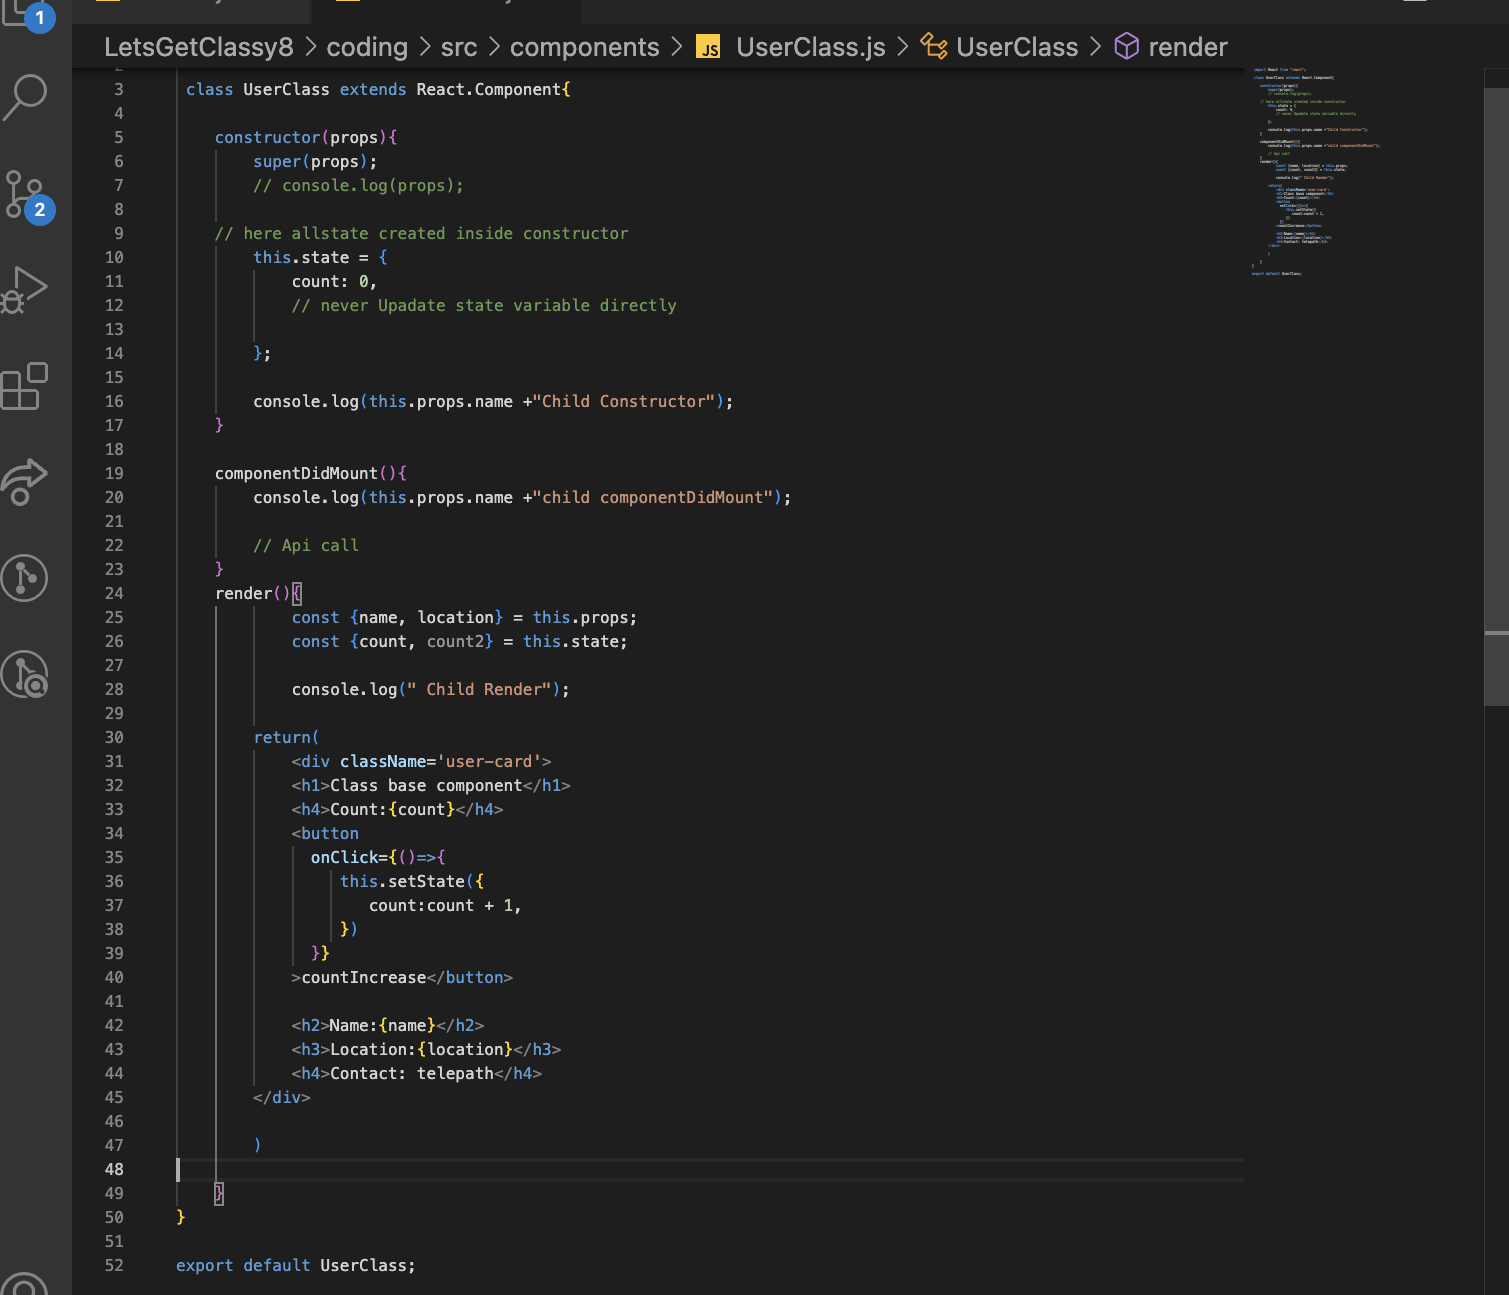 1
2
LetsGetClassy8 > coding > src > components > JS UserClass.js > UserClass > render
3 class UserClass extends React.Component{
4
5 constructor(props){
6 super(props);
7 // console.log(props);
8
9 // here allstate created inside constructor
10 this.state = {
11 count: 0,
12 // never Upadate state variable directly
13
14 };
15
16 console.log(this.props.name +"Child Constructor");
17 }
18
19 componentDidMount(){
20 console.log(this.props.name +"child componentDidMount");
21
22 // Api call
23 }
24 render(){
25 const {name, location} = this.props;
26 const {count, count2} = this.state;
27
28 console.log(" Child Render");
29
30 return(
31 <div className='user-card'>
32 <h1>Class base component</h1>
33 <h4>Count:{count}</h4>
34 <button
35 onClick={()=>{
36 this.setState({
37 count:count + 1,
38 })
39 }}
40 >countIncrease</button>
41
42 <h2>Name:{name}</h2>
43 <h3>Location:{location}</h3>
44 <h4>Contact: telepath</h4>
45 </div>
46
47 )
48
49 }
50 }
51
52 export default UserClass;